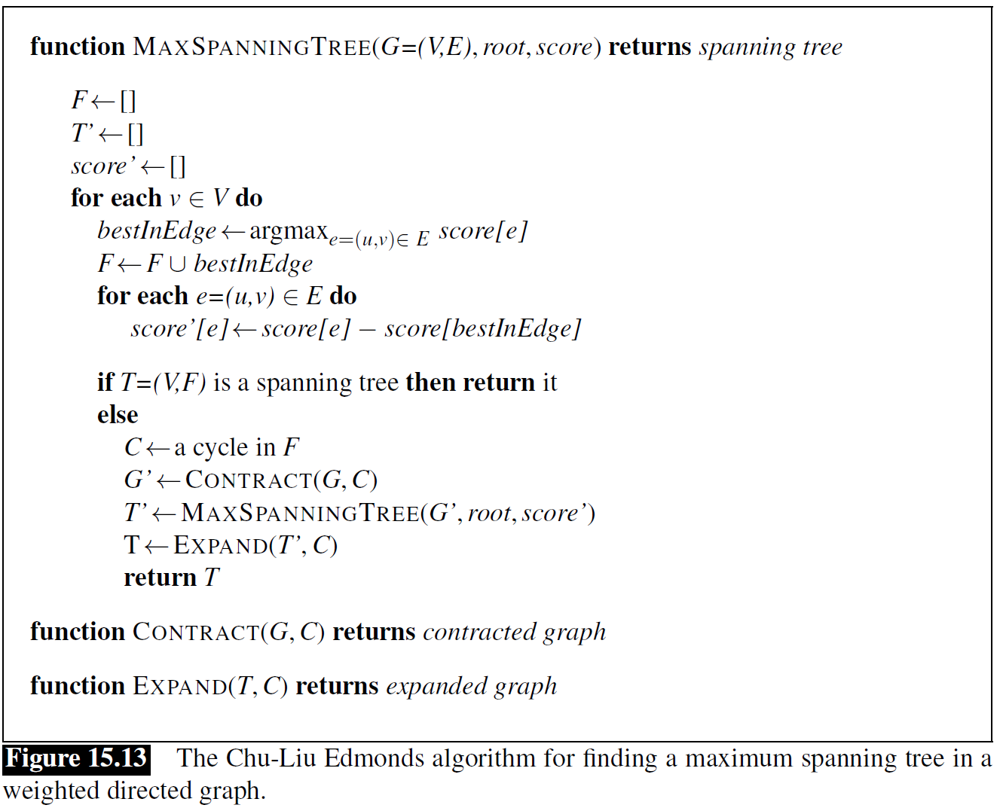 function MAXSPANNINGTREE(G=(V,E), root, score) returns spanning tree
F←[]
T’←[]
score’←[]
for each v ∈ V do
bestInEdge←argmax e=(u,v)∈ E score[e]
F←F ∪ bestInEdge
for each e=(u,v) ∈ E do
score’[e]←score[e] − score[bestInEdge]
if T=(V,F) is a spanning tree then return it
else
C←a cycle in F
G’←CONTRACT(G, C)
T’←MAXSPANNINGTREE(G’, root, score’)
T←EXPAND(T’, C)
return T
function CONTRACT(G, C) returns contracted graph
function EXPAND(T, C) returns expanded graph
Figure 15.13 The Chu-Liu Edmonds algorithm for finding a maximum spanning tree in a
weighted directed graph.